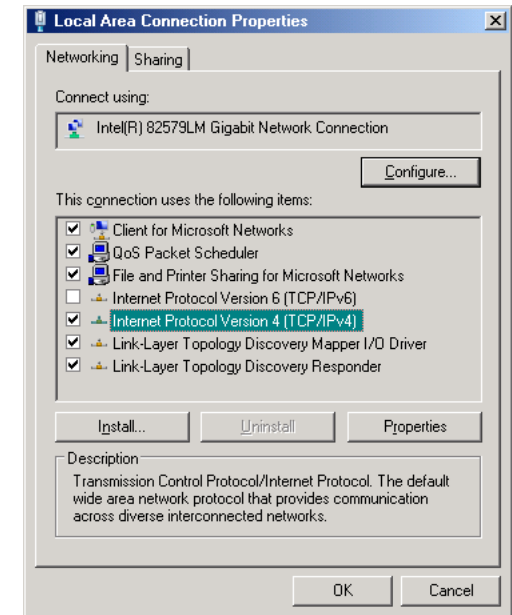 Local Area Connection Properties
Networking
Sharing
Connect using:
Intel(R) 82579LM Gigabit Network Connection
Configure...
This connection uses the following items:
Client for Microsoft Networks
QoS Packet Scheduler
File and Printer Sharing for Microsoft Networks
Internet Protocol Version 6 (TCP/IPv6)
Internet Protocol Version 4 (TCP/IPv4)
Link-Layer Topology Discovery Mapper I/O Driver
Link-Layer Topology Discovery Responder
Install...
Uninstall
Properties
Description
Transmission Control Protocol/Internet Protocol. The default
wide area network protocol that provides communication
across diverse interconnected networks.
OK
Cancel